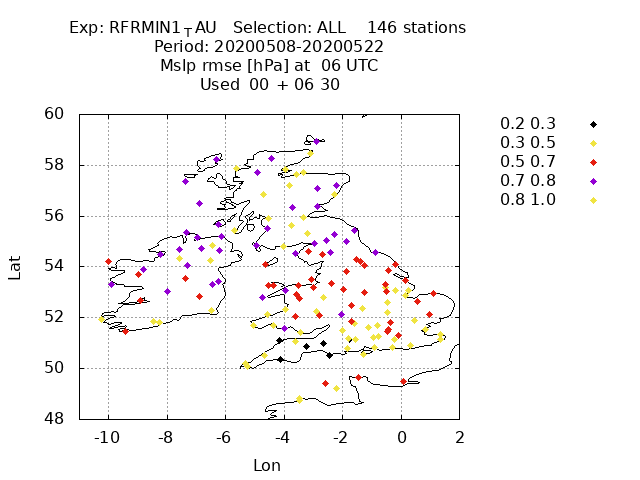 Exp: RFRMIN1_TAU   Selection: ALL    146 stations
Period: 20200508-20200522
Mslp rmse [hPa] at  06 UTC
Used  00 + 06 30
0.2 0.3
0.3 0.5
0.5 0.7
0.7 0.8
0.8 1.0
60
58
56
54
52
50
48
Lat
-10 -8 -6 -4 -2 0 2
Lon